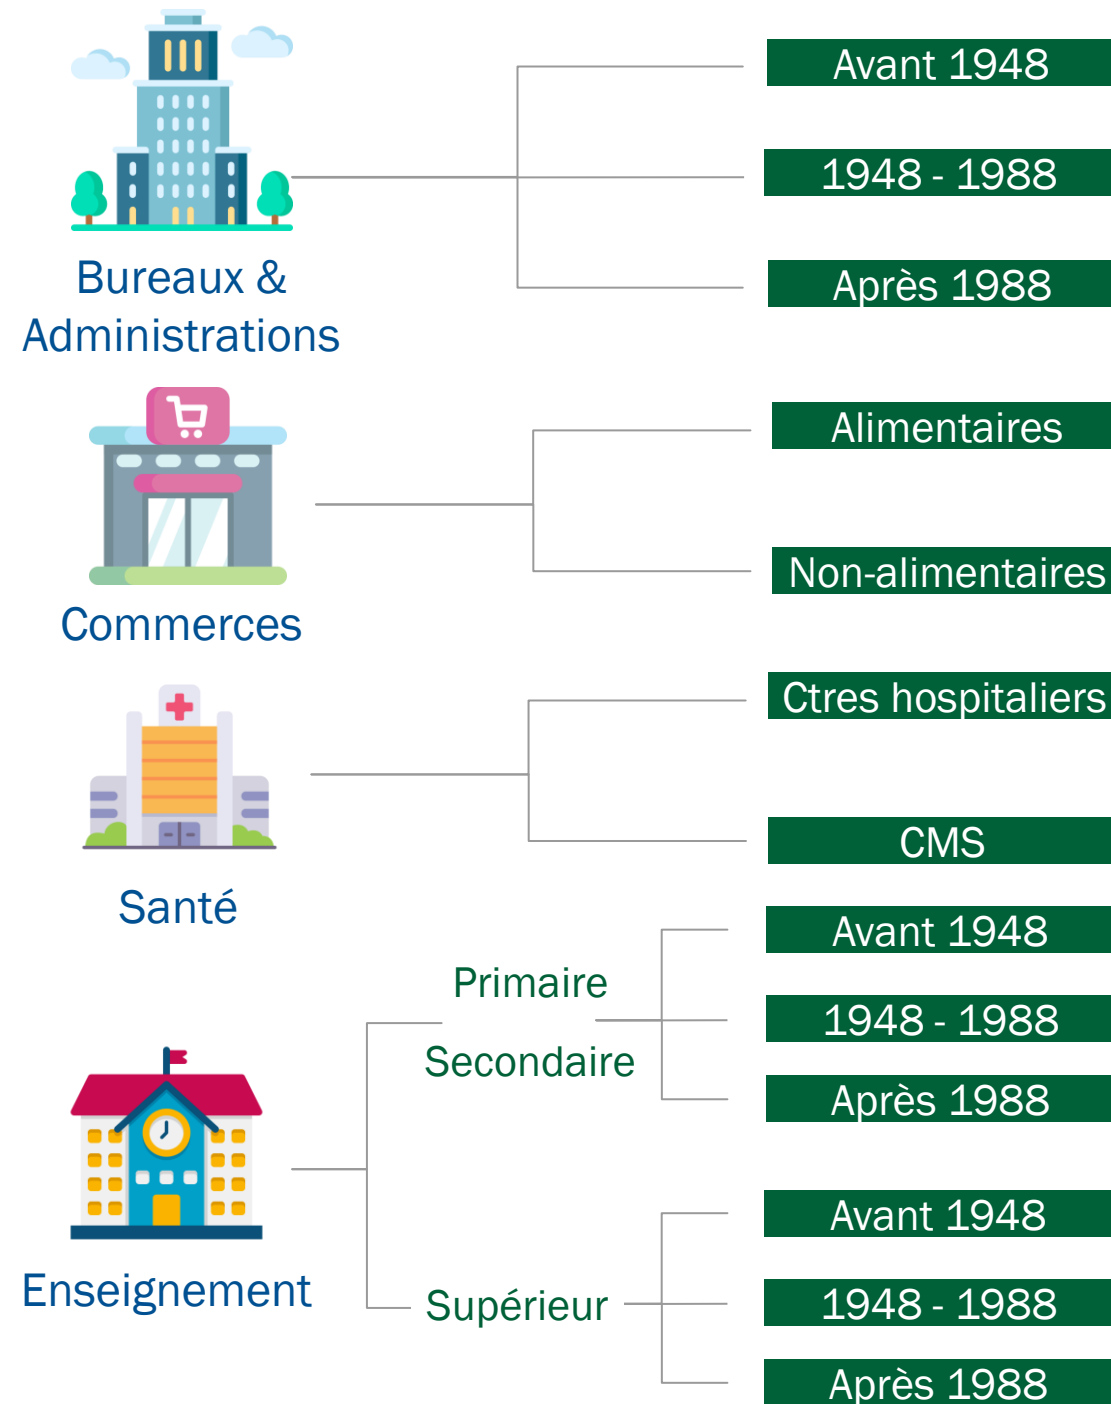 Bureaux &
Administrations
Avant 1948
1948 - 1988
Après 1988
Commerces
Alimentaires
Non-alimentaires
Santé
Ctres hospitaliers
CMS
Enseignement
Primaire
Secondaire
Avant 1948
1948 - 1988
Après 1988
Supérieur
Avant 1948
1948 - 1988
Après 1988